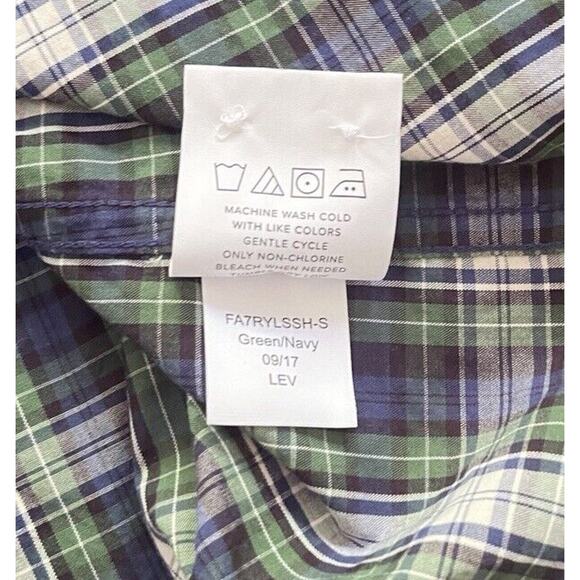 MACHINE WASH COLD
WITH LIKE COLORS
GENTLE CYCLE
ONLY NON-CHLORINE
BLEACH WHEN NEEDED
FA7RYLSSH-S
Green/Navy
09/17
LEV